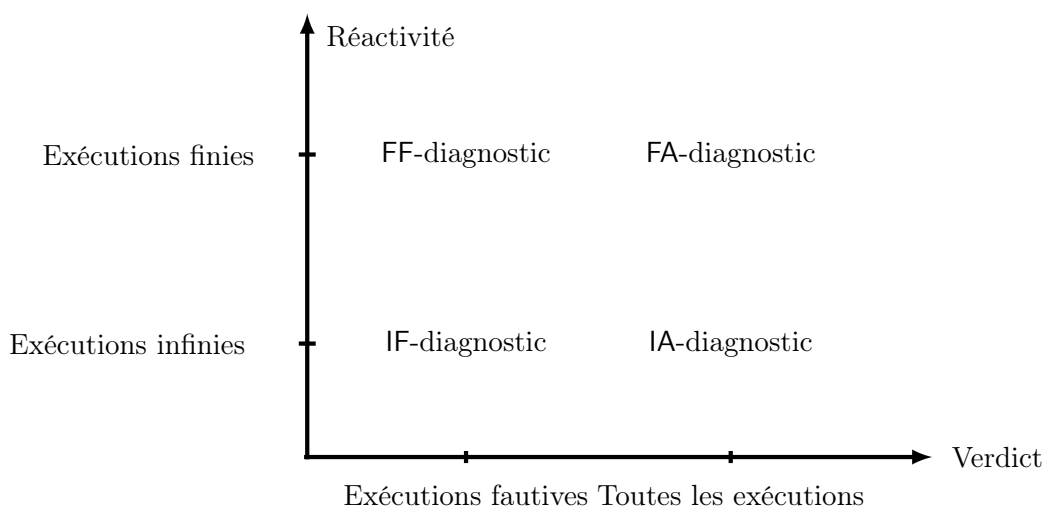 Réactivité
Exécutions finies
FF-diagnostic
FA-diagnostic
Exécutions infinies
IF-diagnostic
IA-diagnostic
Verdict
Exécutions fautives Toutes les exécutions